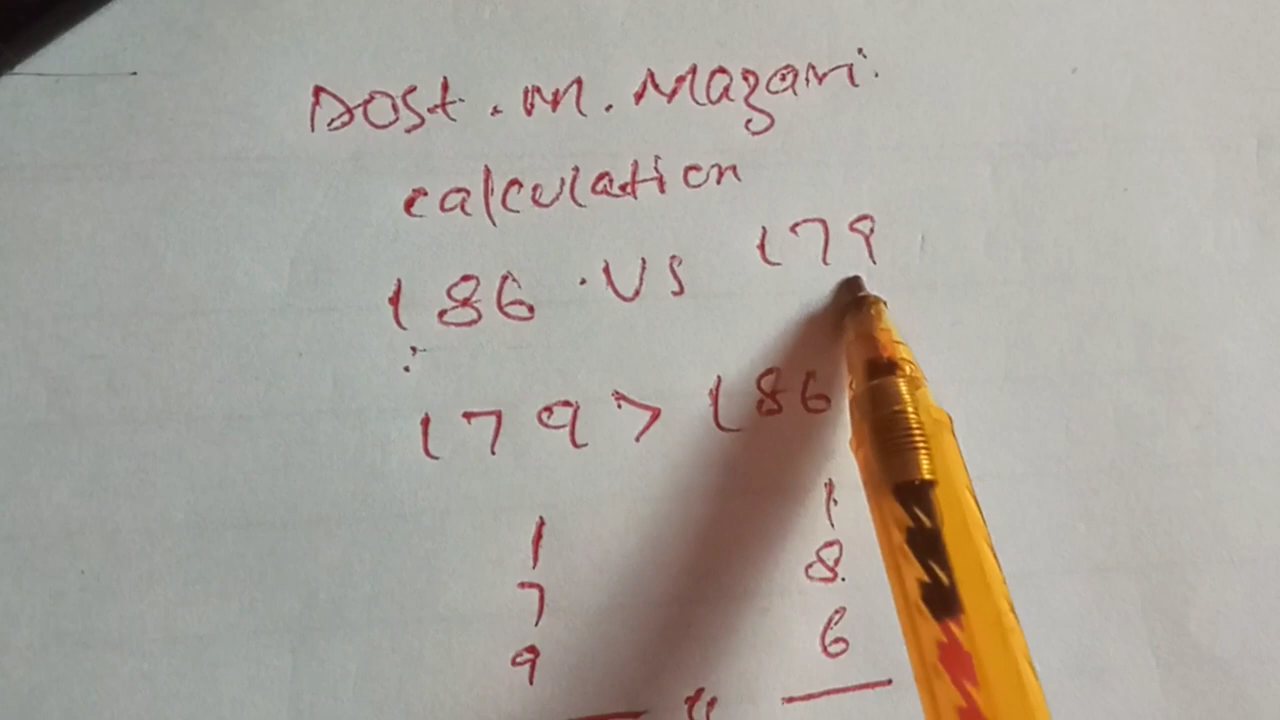 Dost. M. Mazari.
calculation
186 . VS 179
179 > 186
1 1
7 8
9 6